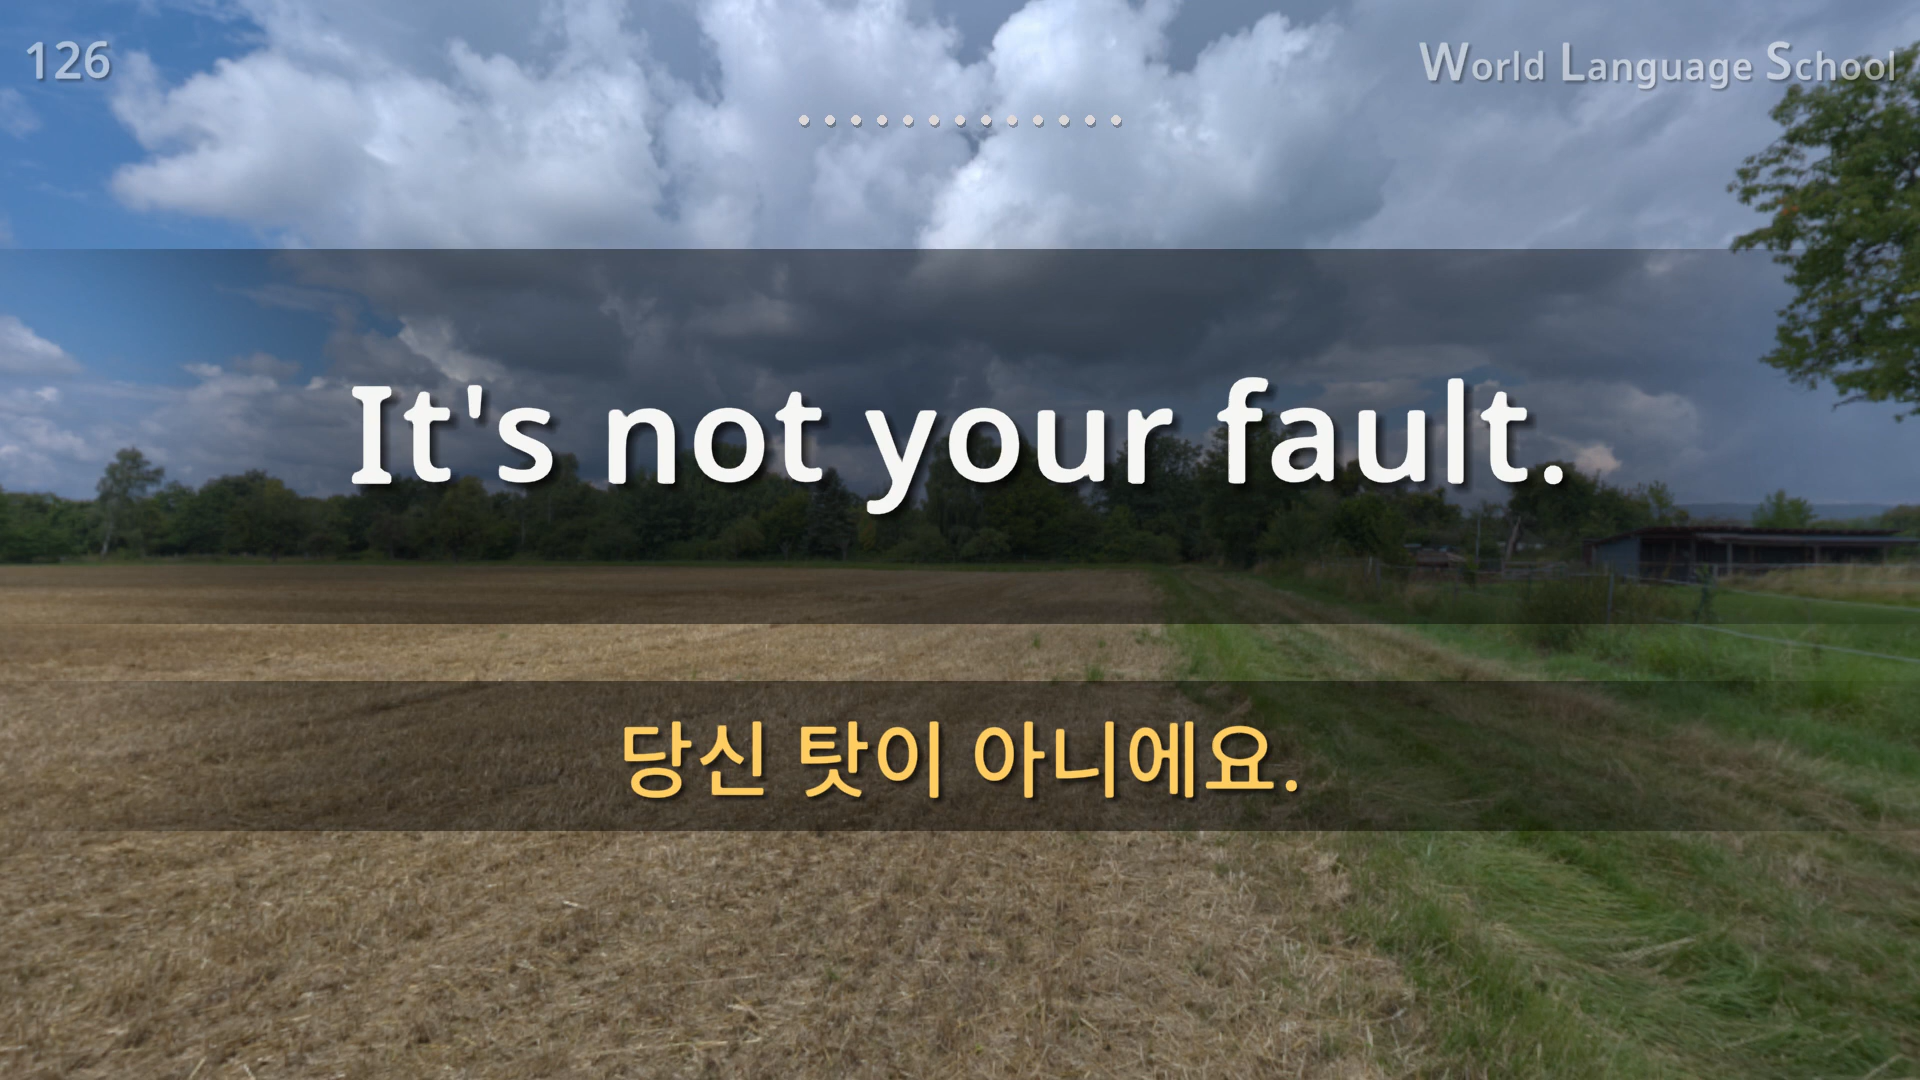 126
World Language School
It's not your fault.
당신 탓이 아니에요.